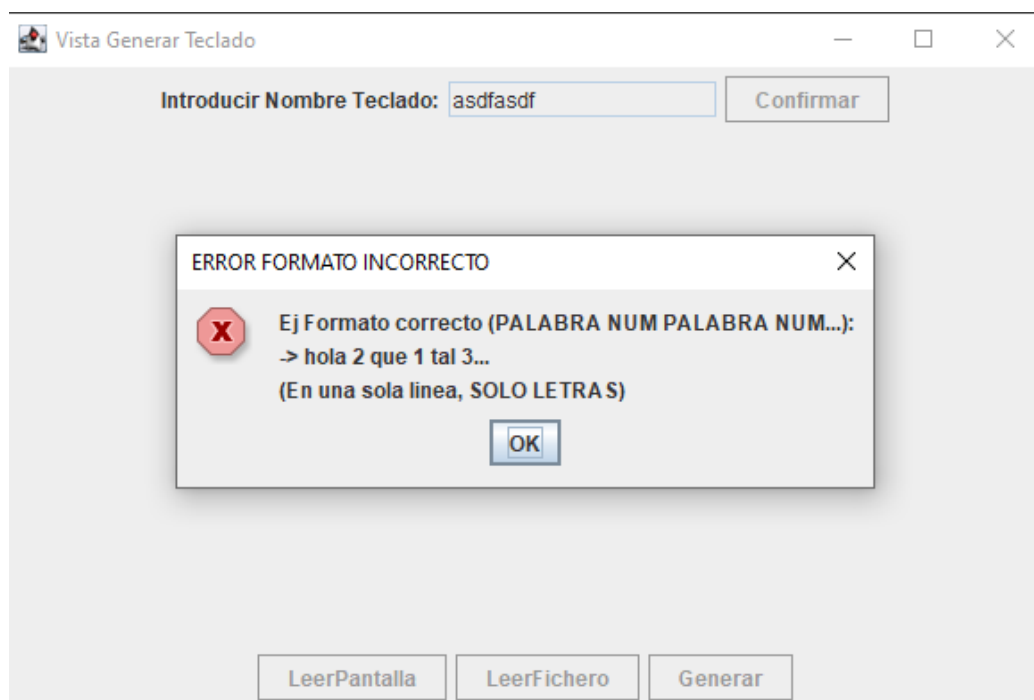 Vista Generar Teclado
Introducir Nombre Teclado: asdfasdf Confirmar
ERROR FORMATO INCORRECTO
Ej Formato correcto (PALABRA NUM PALABRA NUM...):
-> hola 2 que 1 tal 3...
(En una sola linea, SOLO LETRAS)
OK
LeerPantalla LeerFichero Generar